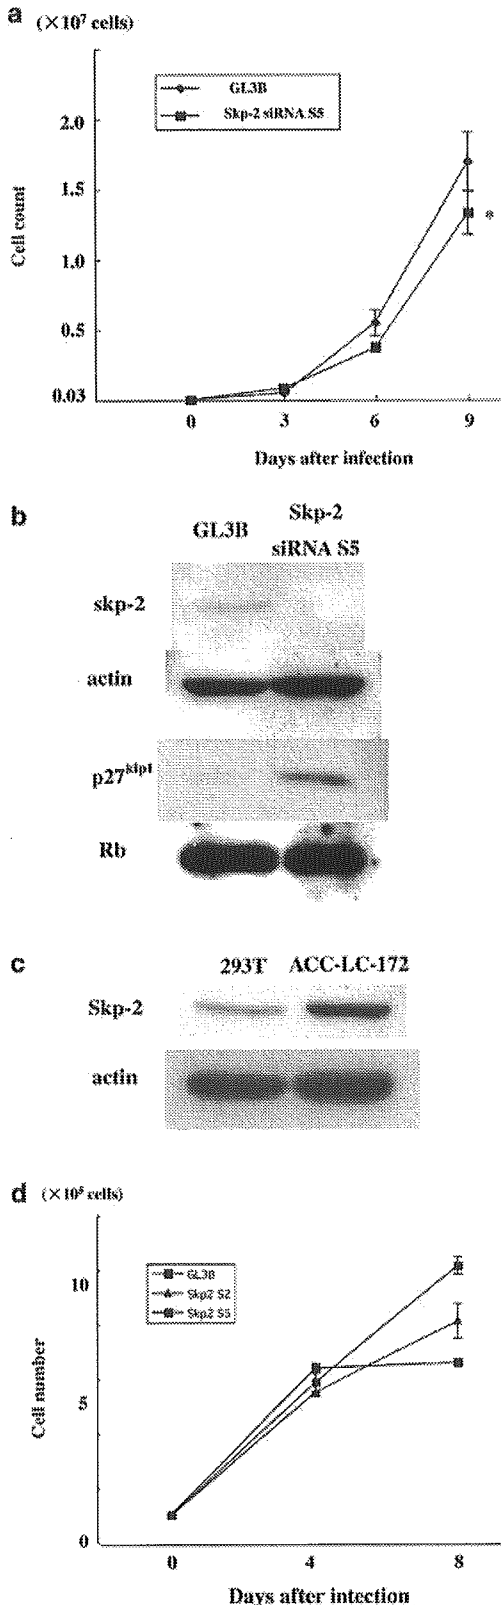 a (×10⁷ cells)
GL3B
Skp-2 siRNA S5
2.0
1.5
1.0
0.5
0.03
Cell count
*
0 3 6 9
Days after infection
b
GL3B Skp-2
siRNA S5
skp-2
actin
p27ᵏⁱᵖ¹
Rb
c
293T ACC-LC-172
Skp-2
actin
d (×10⁵ cells)
GL3B
Skp2 S2
Skp2 S5
10
5
0
Cell number
0 4 8
Days after infection